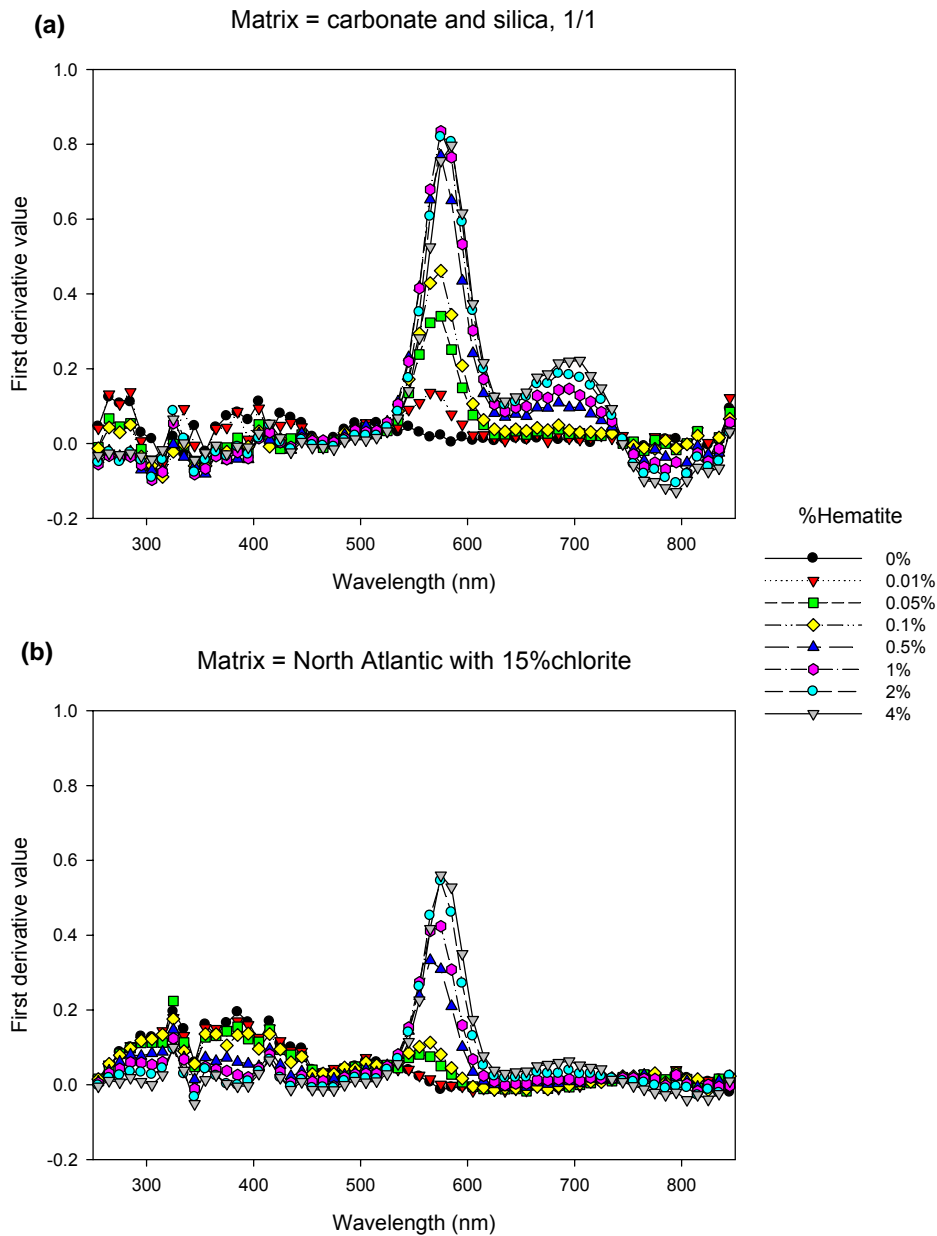 (a)
Matrix = carbonate and silica, 1/1
First derivative value
1.0
0.8
0.6
0.4
0.2
0.0
-0.2
300 400 500 600 700 800
Wavelength (nm)
%Hematite
0%
0.01%
0.05%
0.1%
0.5%
1%
2%
4%
(b)
Matrix = North Atlantic with 15%chlorite
First derivative value
1.0
0.8
0.6
0.4
0.2
0.0
-0.2
300 400 500 600 700 800
Wavelength (nm)